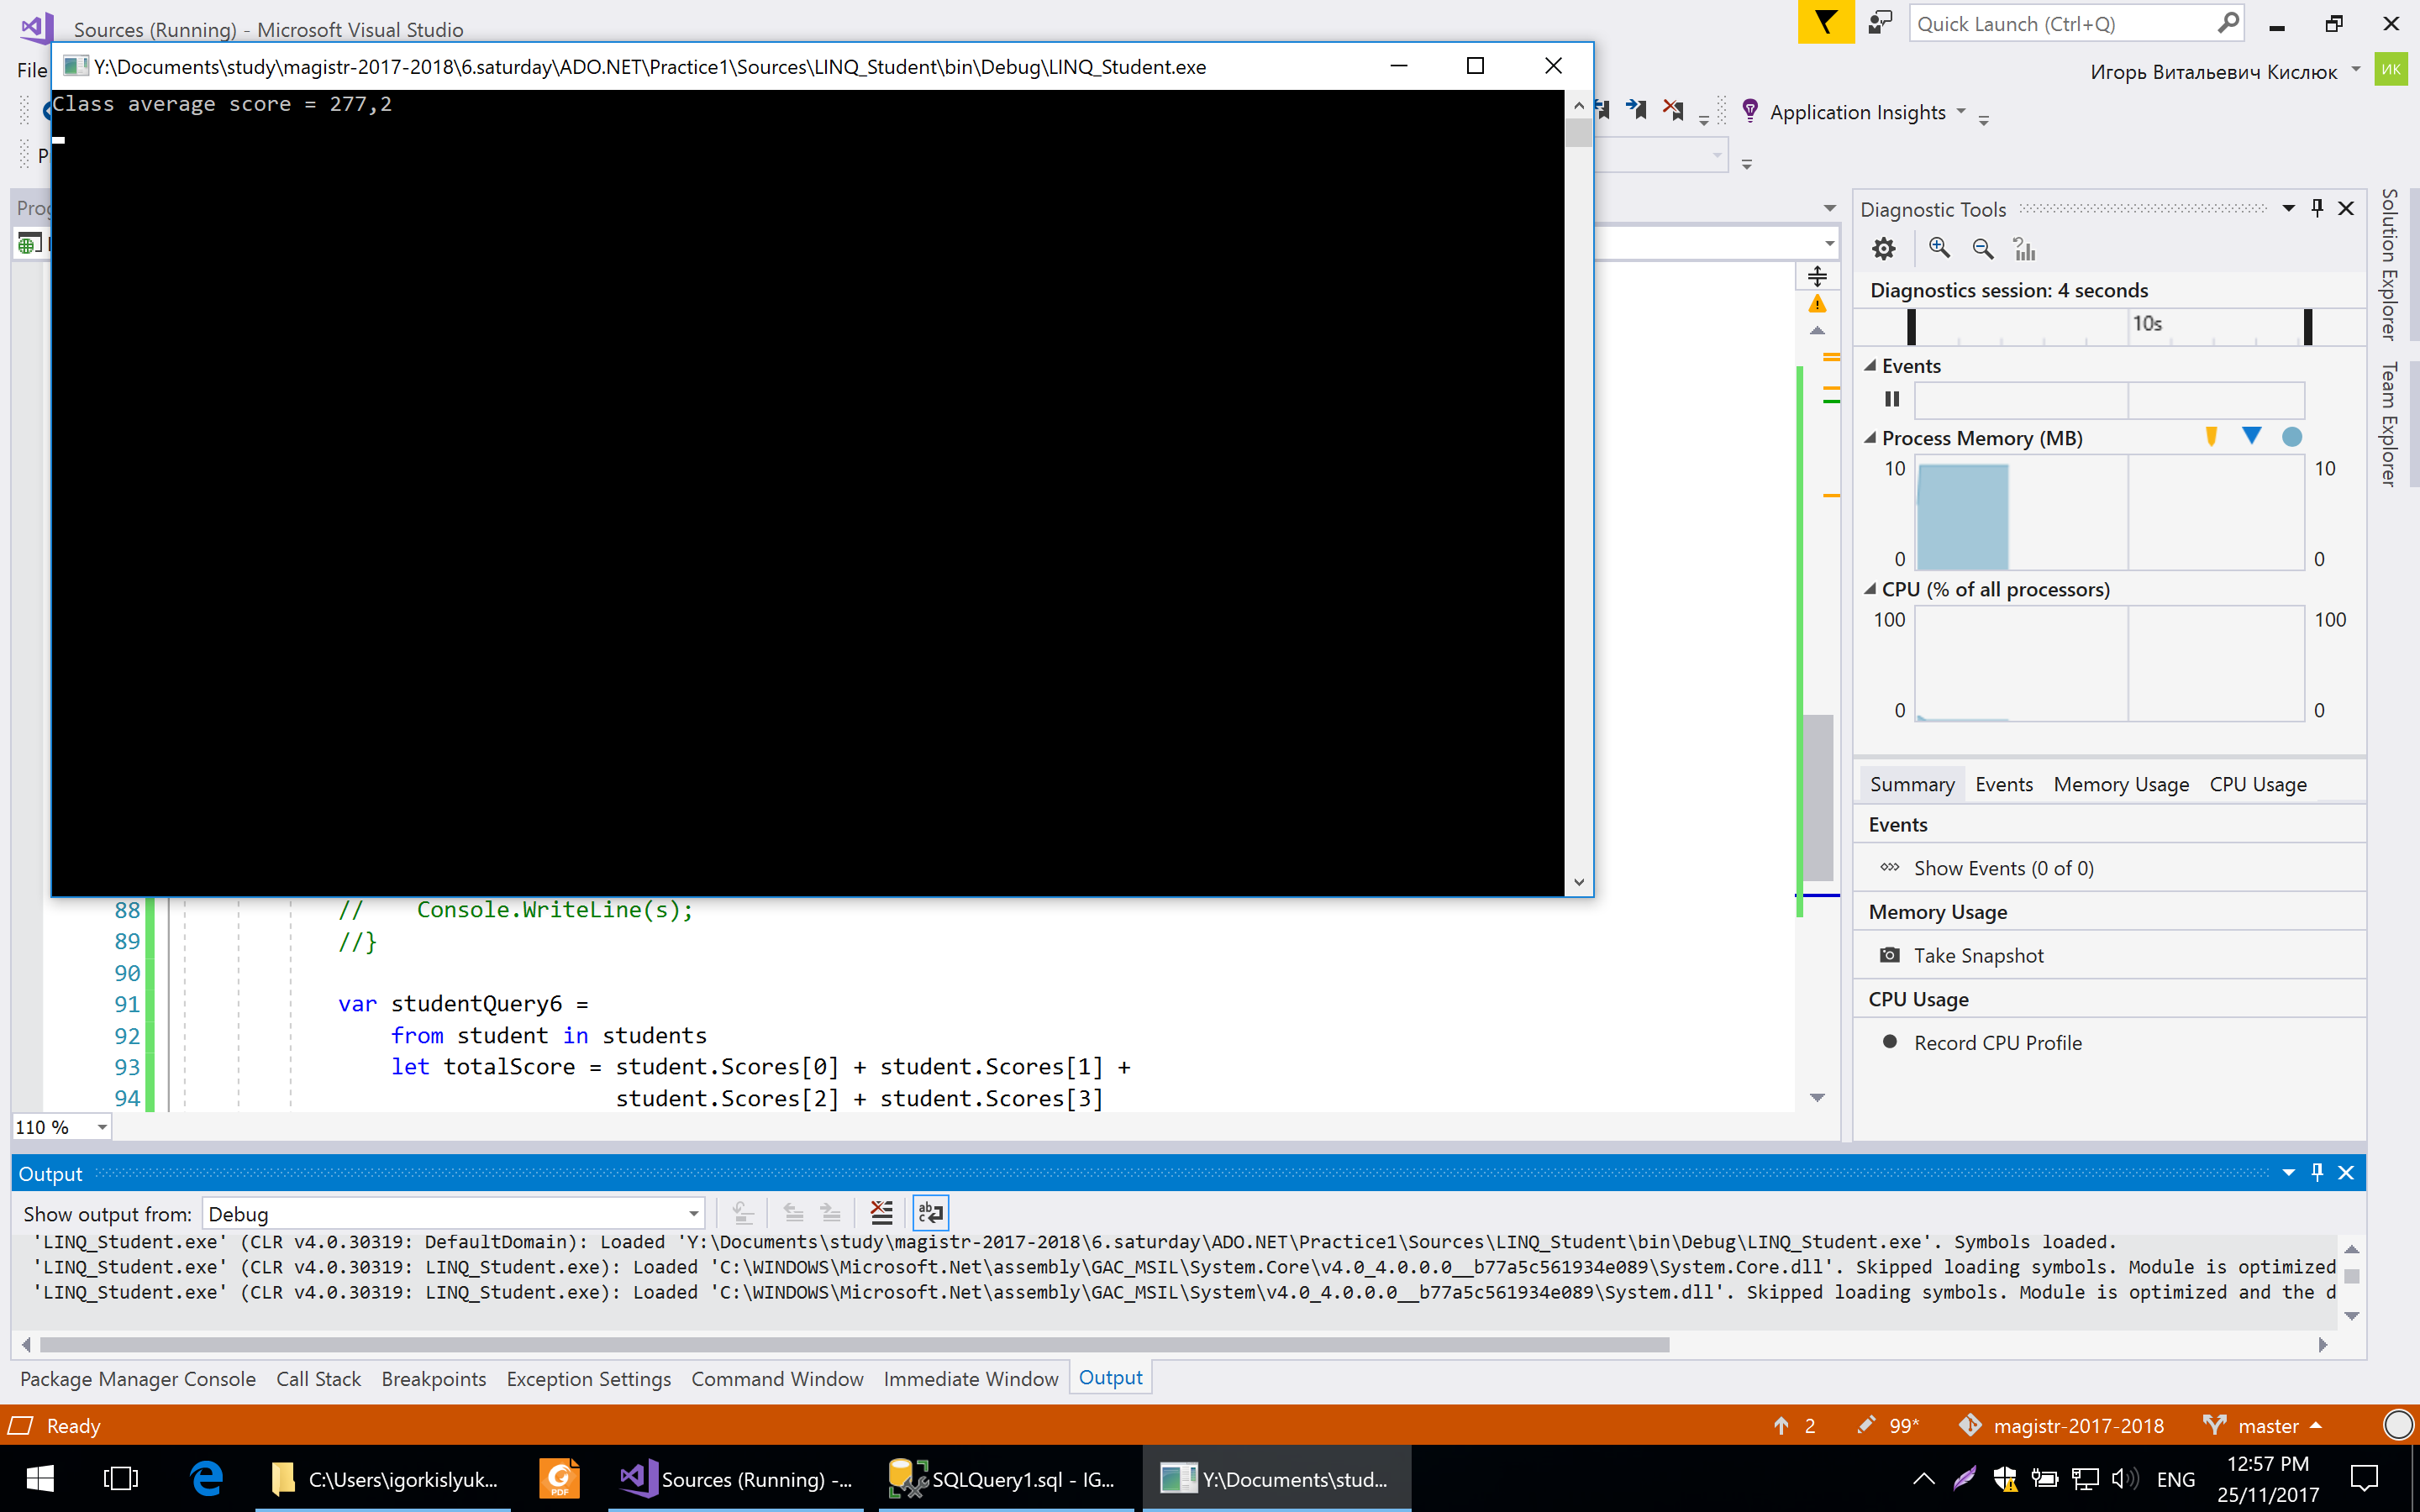 Sources (Running) - Microsoft Visual Studio
Quick Launch (Ctrl+Q)
File
Y:\Documents\study\magistr-2017-2018\6.saturday\ADO.NET\Practice1\Sources\LINQ_Student\bin\Debug\LINQ_Student.exe
Игорь Витальевич Кислюк
ИК
Class average score = 277,2
Application Insights
Diagnostic Tools
Solution Explorer
Team Explorer
Diagnostics session: 4 seconds
10s
Events
Process Memory (MB)
10
10
0
0
CPU (% of all processors)
100
100
0
0
Summary
Events
Memory Usage
CPU Usage
Events
Show Events (0 of 0)
Memory Usage
Take Snapshot
CPU Usage
Record CPU Profile
88 // Console.WriteLine(s);
89 //}
90
91 var studentQuery6 =
92 from student in students
93 let totalScore = student.Scores[0] + student.Scores[1] +
94 student.Scores[2] + student.Scores[3]
110 %
Output
Show output from: Debug
'LINQ_Student.exe' (CLR v4.0.30319: DefaultDomain): Loaded 'Y:\Documents\study\magistr-2017-2018\6.saturday\ADO.NET\Practice1\Sources\LINQ_Student\bin\Debug\LINQ_Student.exe'. Symbols loaded.
'LINQ_Student.exe' (CLR v4.0.30319: LINQ_Student.exe): Loaded 'C:\WINDOWS\Microsoft.Net\assembly\GAC_MSIL\System.Core\v4.0_4.0.0.0__b77a5c561934e089\System.Core.dll'. Skipped loading symbols. Module is optimized
'LINQ_Student.exe' (CLR v4.0.30319: LINQ_Student.exe): Loaded 'C:\WINDOWS\Microsoft.Net\assembly\GAC_MSIL\System\v4.0_4.0.0.0__b77a5c561934e089\System.dll'. Skipped loading symbols. Module is optimized and the d
Package Manager Console Call Stack Breakpoints Exception Settings Command Window Immediate Window Output
Ready
2
99*
magistr-2017-2018
master
PDF
C:\Users\igorkislyuk...
Sources (Running) -...
SQLQuery1.sql - IG...
Y:\Documents\stud...
ENG
12:57 PM
25/11/2017